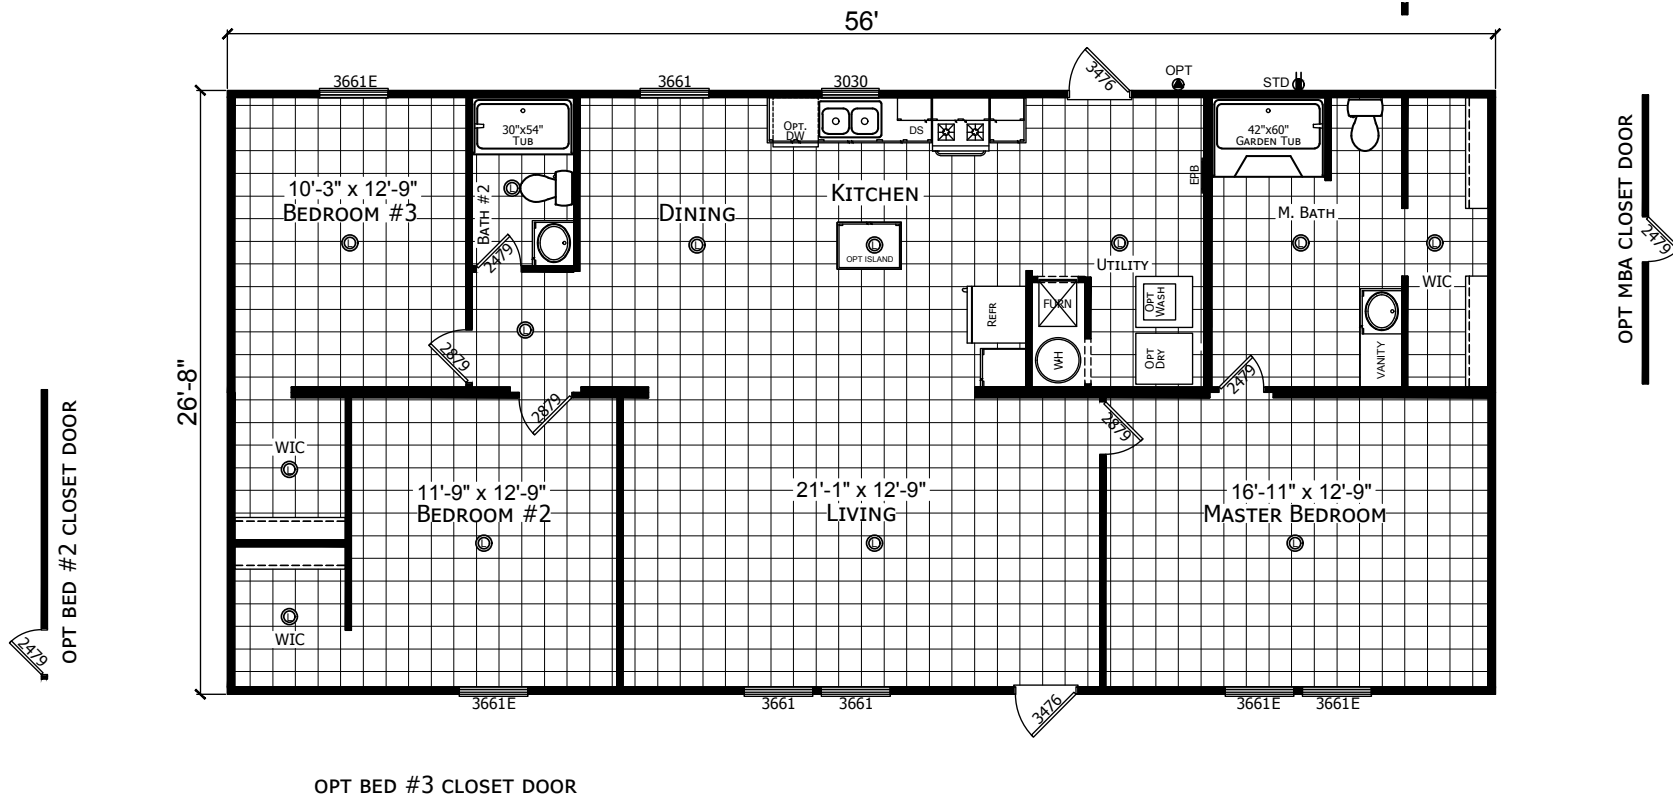 56'
OPT
STD
3661E
3661
3030
3476
30"x54"
TUB
OPT.
DW
DS
42"x60"
GARDEN TUB
EPB
10'-3" x 12'-9"
BEDROOM #3
BATH #2
2479
DINING
KITCHEN
OPT ISLAND
M. BATH
UTILITY
WIC
OPT MBA CLOSET DOOR
2479
REFR
FURN
WH
OPT
WASH
OPT
DRY
VANITY
2879
2879
2479
2879
26'-8"
OPT BED #2 CLOSET DOOR
2479
WIC
11'-9" x 12'-9"
BEDROOM #2
21'-1" x 12'-9"
LIVING
16'-11" x 12'-9"
MASTER BEDROOM
WIC
3661E
3661
3661
3476
3661E
3661E
OPT BED #3 CLOSET DOOR